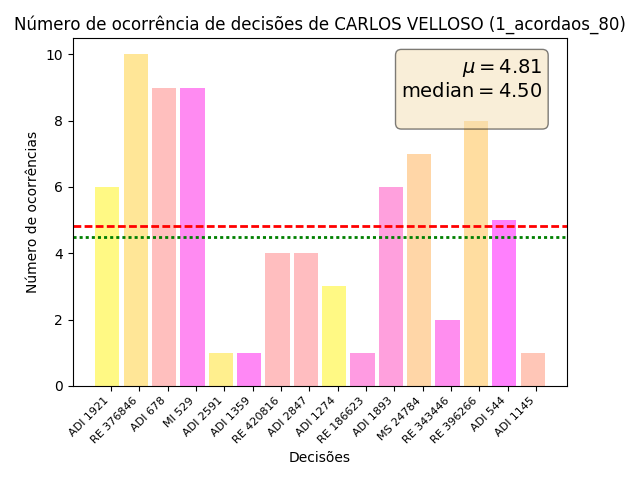 Número de ocorrência de decisões de CARLOS VELLOSO (1_acordaos_80)
μ = 4.81
median = 4.50
Número de ocorrências
10
8
6
4
2
0
ADI 1921
RE 376846
ADI 678
MI 529
ADI 2591
ADI 1359
RE 420816
ADI 2847
ADI 1274
RE 186623
ADI 1893
MS 24784
RE 343446
RE 396266
ADI 544
ADI 1145
Decisões